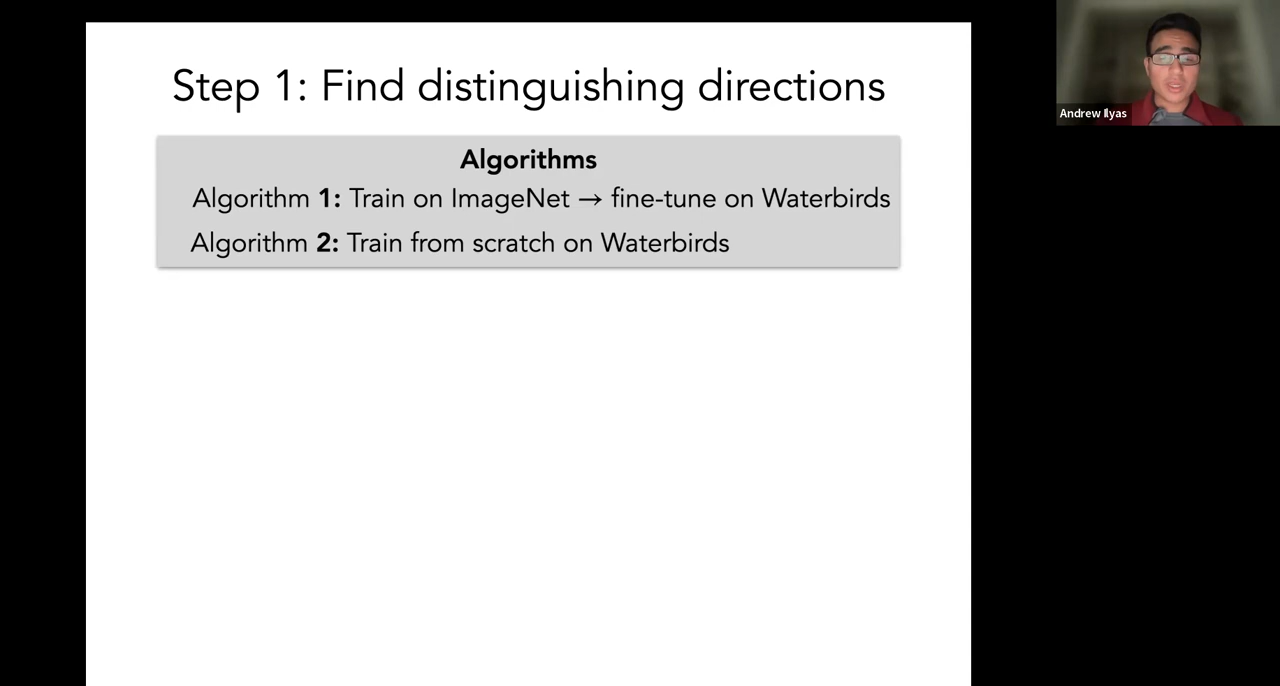 Step 1: Find distinguishing directions
Algorithms
Algorithm 1: Train on ImageNet → fine-tune on Waterbirds
Algorithm 2: Train from scratch on Waterbirds
Andrew Ilyas